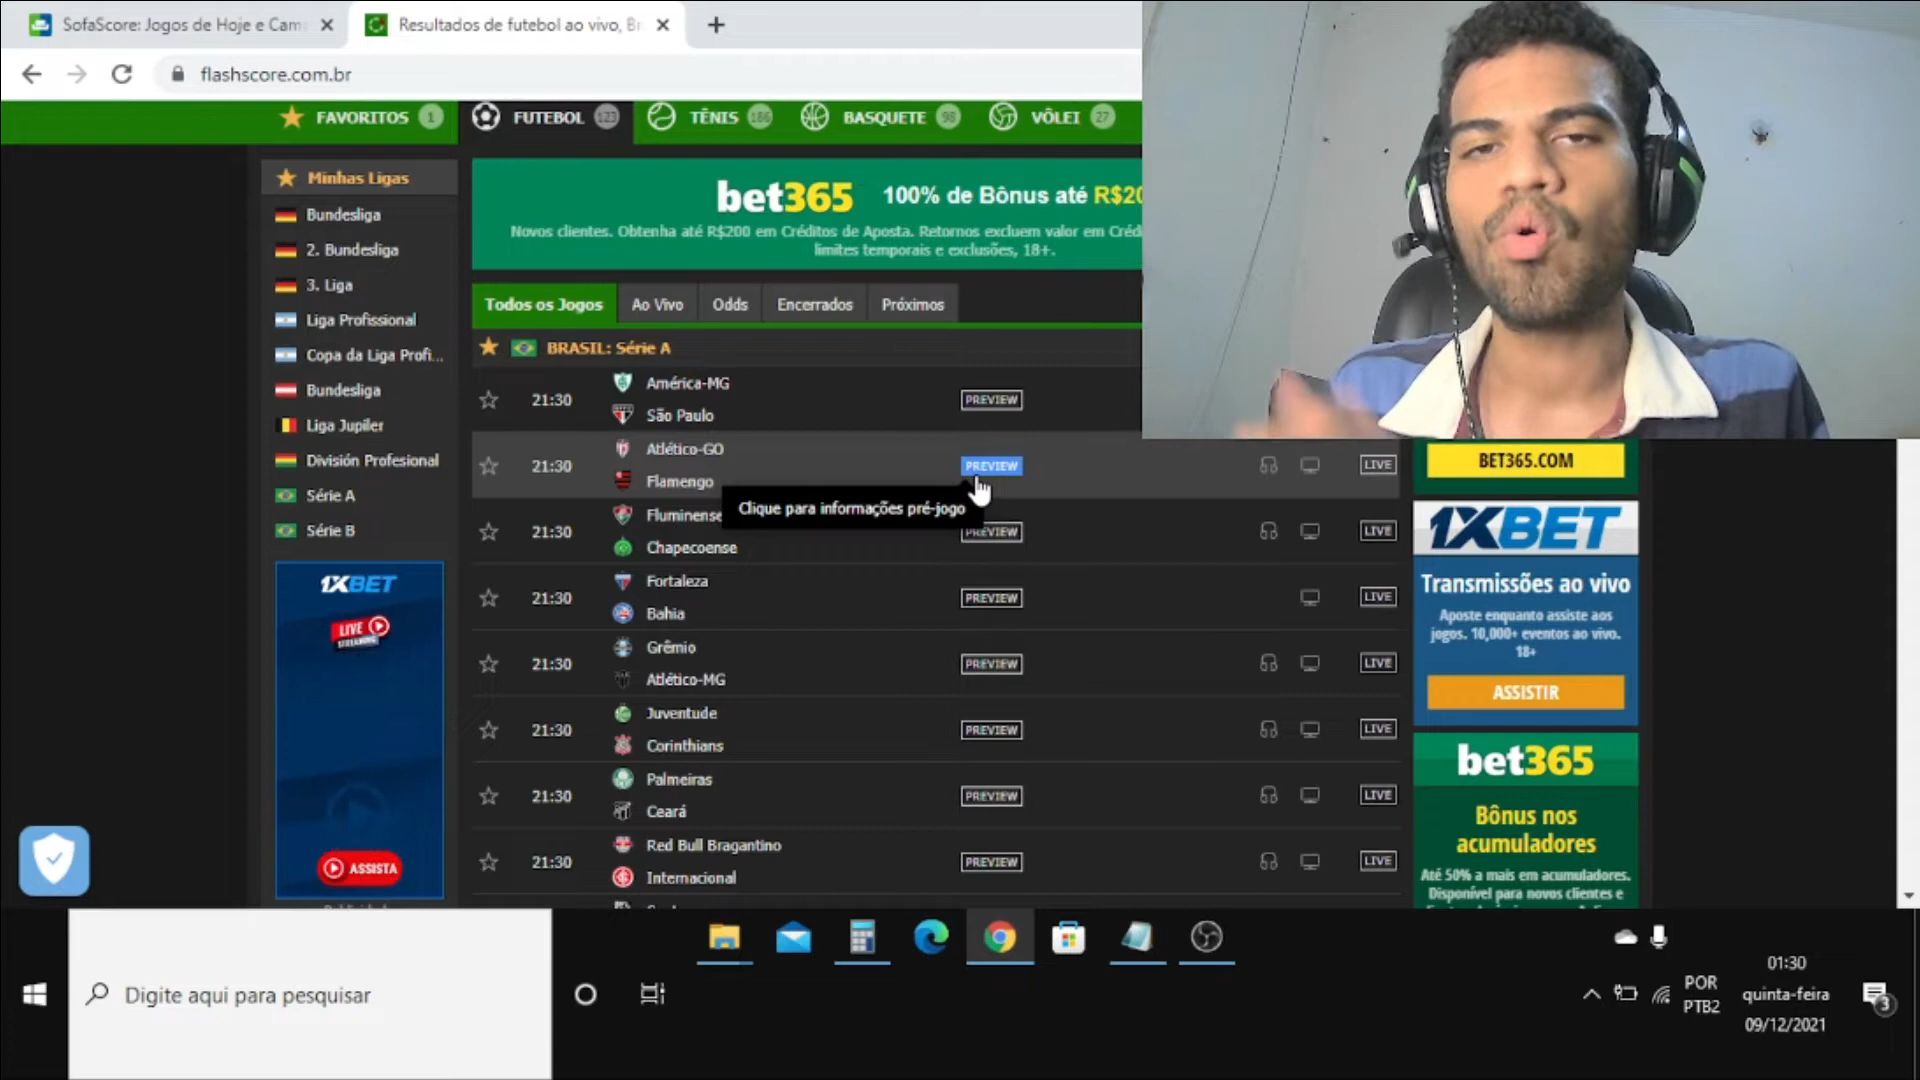 SofaScore: Jogos de Hoje e Cam
Resultados de futebol ao vivo, Br
flashscore.com.br
FAVORITOS 1
FUTEBOL 123
TÊNIS 186
BASQUETE 98
VÔLEI 27
Minhas Ligas
Bundesliga
2. Bundesliga
3. Liga
Liga Profissional
Copa da Liga Profi...
Bundesliga
Liga Jupiler
División Profesional
Série A
Série B
1XBET
LIVE
STREAMING
ASSISTA
bet365 100% de Bônus até R$20
Novos clientes. Obtenha até R$200 em Créditos de Aposta. Retornos excluem valor em Créd
limites temporais e exclusões, 18+.
Todos os Jogos Ao Vivo Odds Encerrados Próximos
BRASIL: Série A
21:30 América-MG São Paulo PREVIEW
21:30 Atlético-GO Flamengo PREVIEW LIVE
Clique para informações pré-jogo
21:30 Fluminense Chapecoense PREVIEW LIVE
21:30 Fortaleza Bahia PREVIEW LIVE
21:30 Grêmio Atlético-MG PREVIEW LIVE
21:30 Juventude Corinthians PREVIEW LIVE
21:30 Palmeiras Ceará PREVIEW LIVE
21:30 Red Bull Bragantino Internacional PREVIEW LIVE
BET365.COM
1XBET
Transmissões ao vivo
Aposte enquanto assiste aos
jogos. 10,000+ eventos ao vivo.
18+
ASSISTIR
bet365
Bônus nos
acumuladores
Até 50% a mais em acumuladores.
Disponível para novos clientes e
Digite aqui para pesquisar
POR
PTB2
01:30
quinta-feira
09/12/2021
3